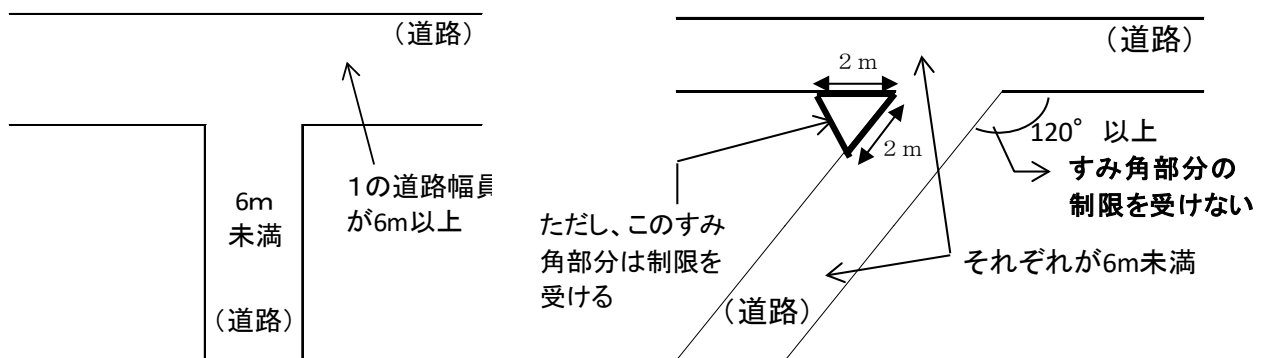 （道路）
1の道路幅員
が6m以上
6m
未満
（道路）
（道路）
２ｍ
２ｍ
120°以上
すみ角部分の
制限を受けない
ただし、このすみ
角部分は制限を
受ける
それぞれが6m未満
（道路）